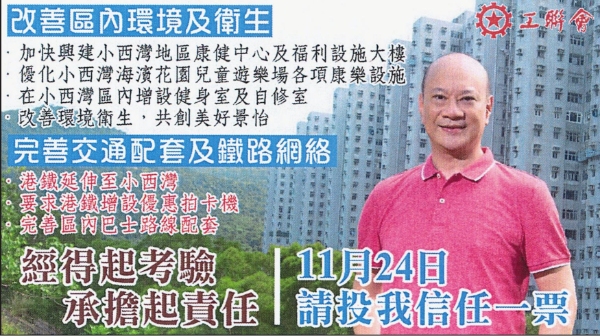 改善區內環境及衛生
工聯會
· 加快興建小西灣地區康健中心及福利設施大樓
· 優化小西灣海濱花園兒童遊樂場各項康樂設施
· 在小西灣區內增設健身室及自修室
· 改善環境衛生，共創美好景怡
完善交通配套及鐵路網絡
· 港鐵延伸至小西灣
· 要求港鐵增設優惠拍卡機
· 完善區內巴士路線配套
經得起考驗
承擔起責任
11月24日
請投我信任一票